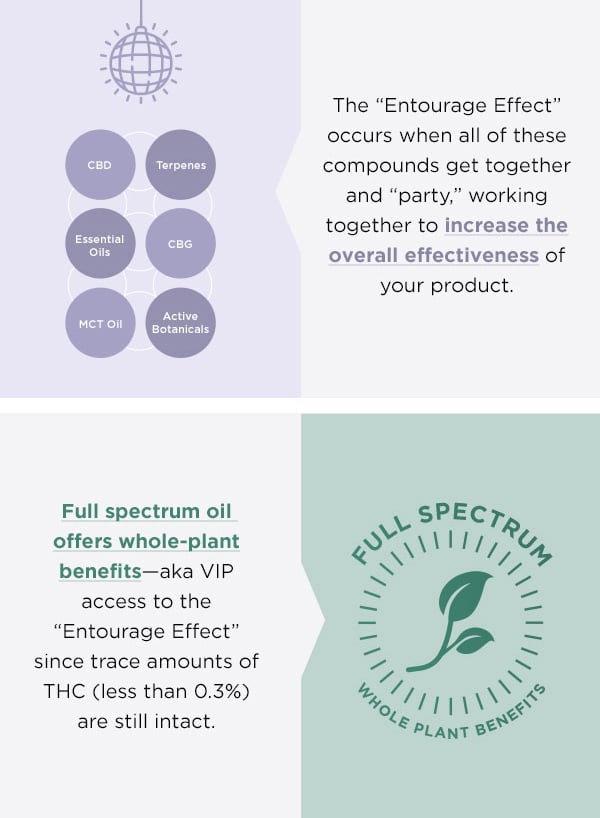 CBD
Terpenes
Essential
Oils
CBG
MCT Oil
Active
Botanicals
The “Entourage Effect”
occurs when all of these
compounds get together
and “party,” working
together to increase the
overall effectiveness of
your product.
Full spectrum oil
offers whole-plant
benefits—aka VIP
access to the
“Entourage Effect”
since trace amounts of
THC (less than 0.3%)
are still intact.
FULL SPECTRUM
WHOLE PLANT BENEFITS